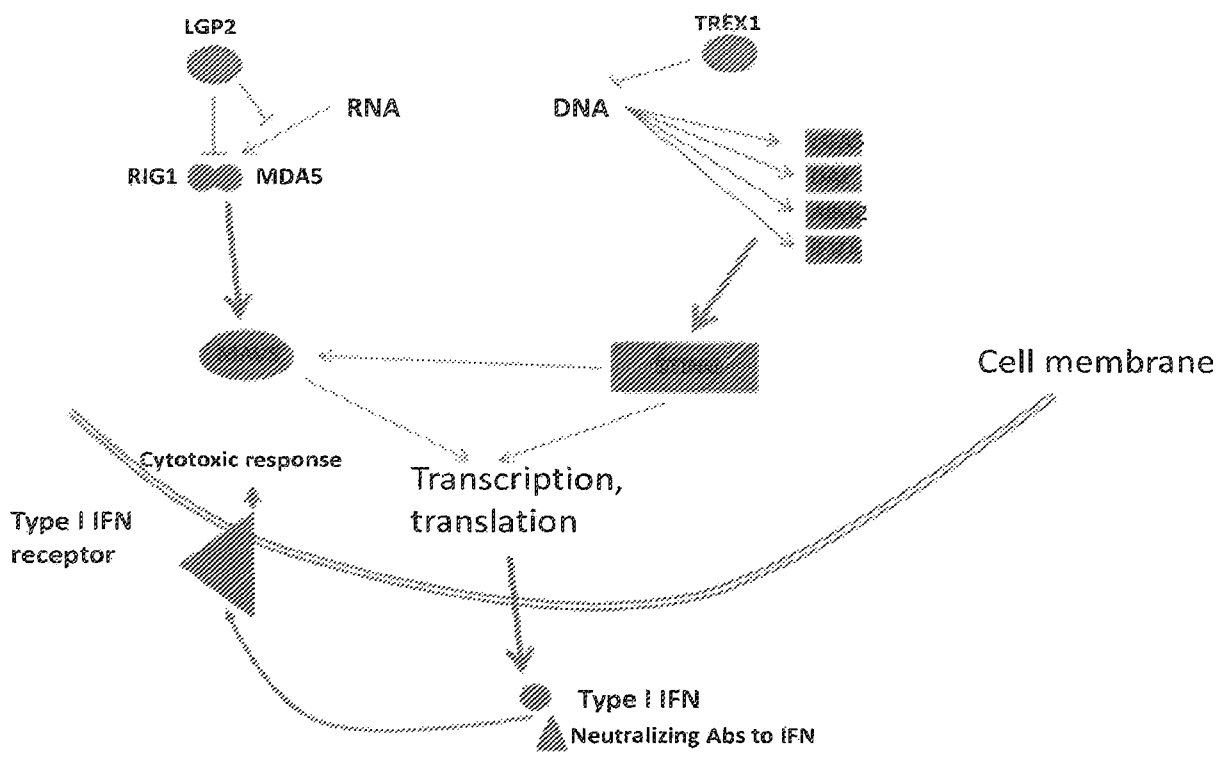 LGP2
TREX1
RNA
DNA
RIG1
MDA5
Cell membrane
Cytotoxic response
Transcription,
translation
Type I IFN
receptor
Type I IFN
Neutralizing Abs to IFN